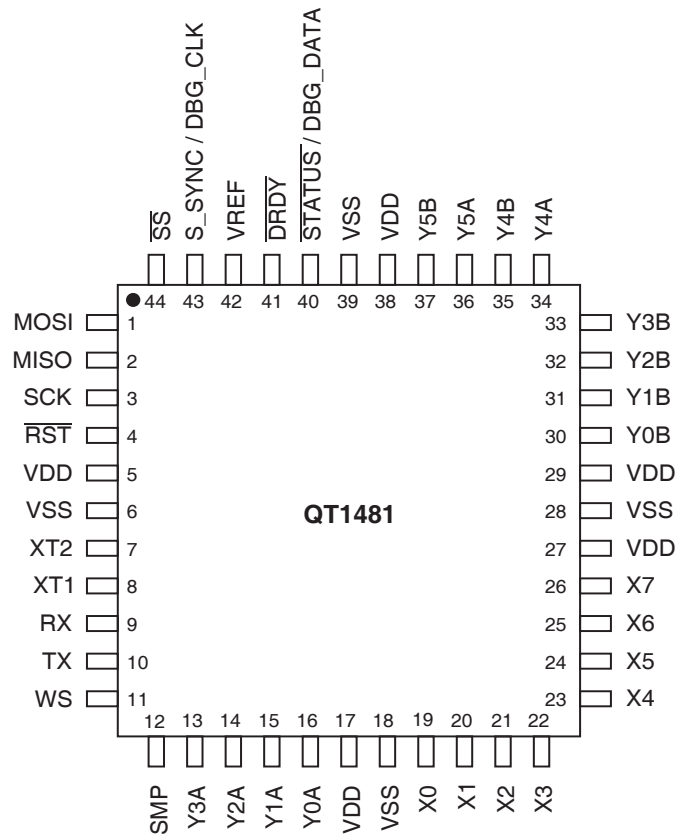 SS
S_SYNC / DBG_CLK
VREF
DRDY
STATUS / DBG_DATA
VSS
VDD
Y5B
Y5A
Y4B
Y4A
44 43 42 41 40 39 38 37 36 35 34
MOSI 1
MISO 2
SCK 3
RST 4
VDD 5
VSS 6
XT2 7
XT1 8
RX 9
TX 10
WS 11
QT1481
33 Y3B
32 Y2B
31 Y1B
30 Y0B
29 VDD
28 VSS
27 VDD
26 X7
25 X6
24 X5
23 X4
12 13 14 15 16 17 18 19 20 21 22
SMP
Y3A
Y2A
Y1A
Y0A
VDD
VSS
X0
X1
X2
X3